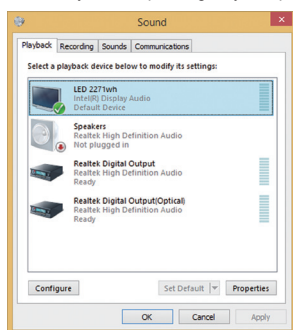 Sound
Playback Recording Sounds Communications
Select a playback device below to modify its settings:
LED 2271wh
Intel(R) Display Audio
Default Device
Speakers
Realtek High Definition Audio
Not plugged in
Realtek Digital Output
Realtek High Definition Audio
Ready
Realtek Digital Output(Optical)
Realtek High Definition Audio
Ready
Configure Set Default Properties
OK Cancel Apply